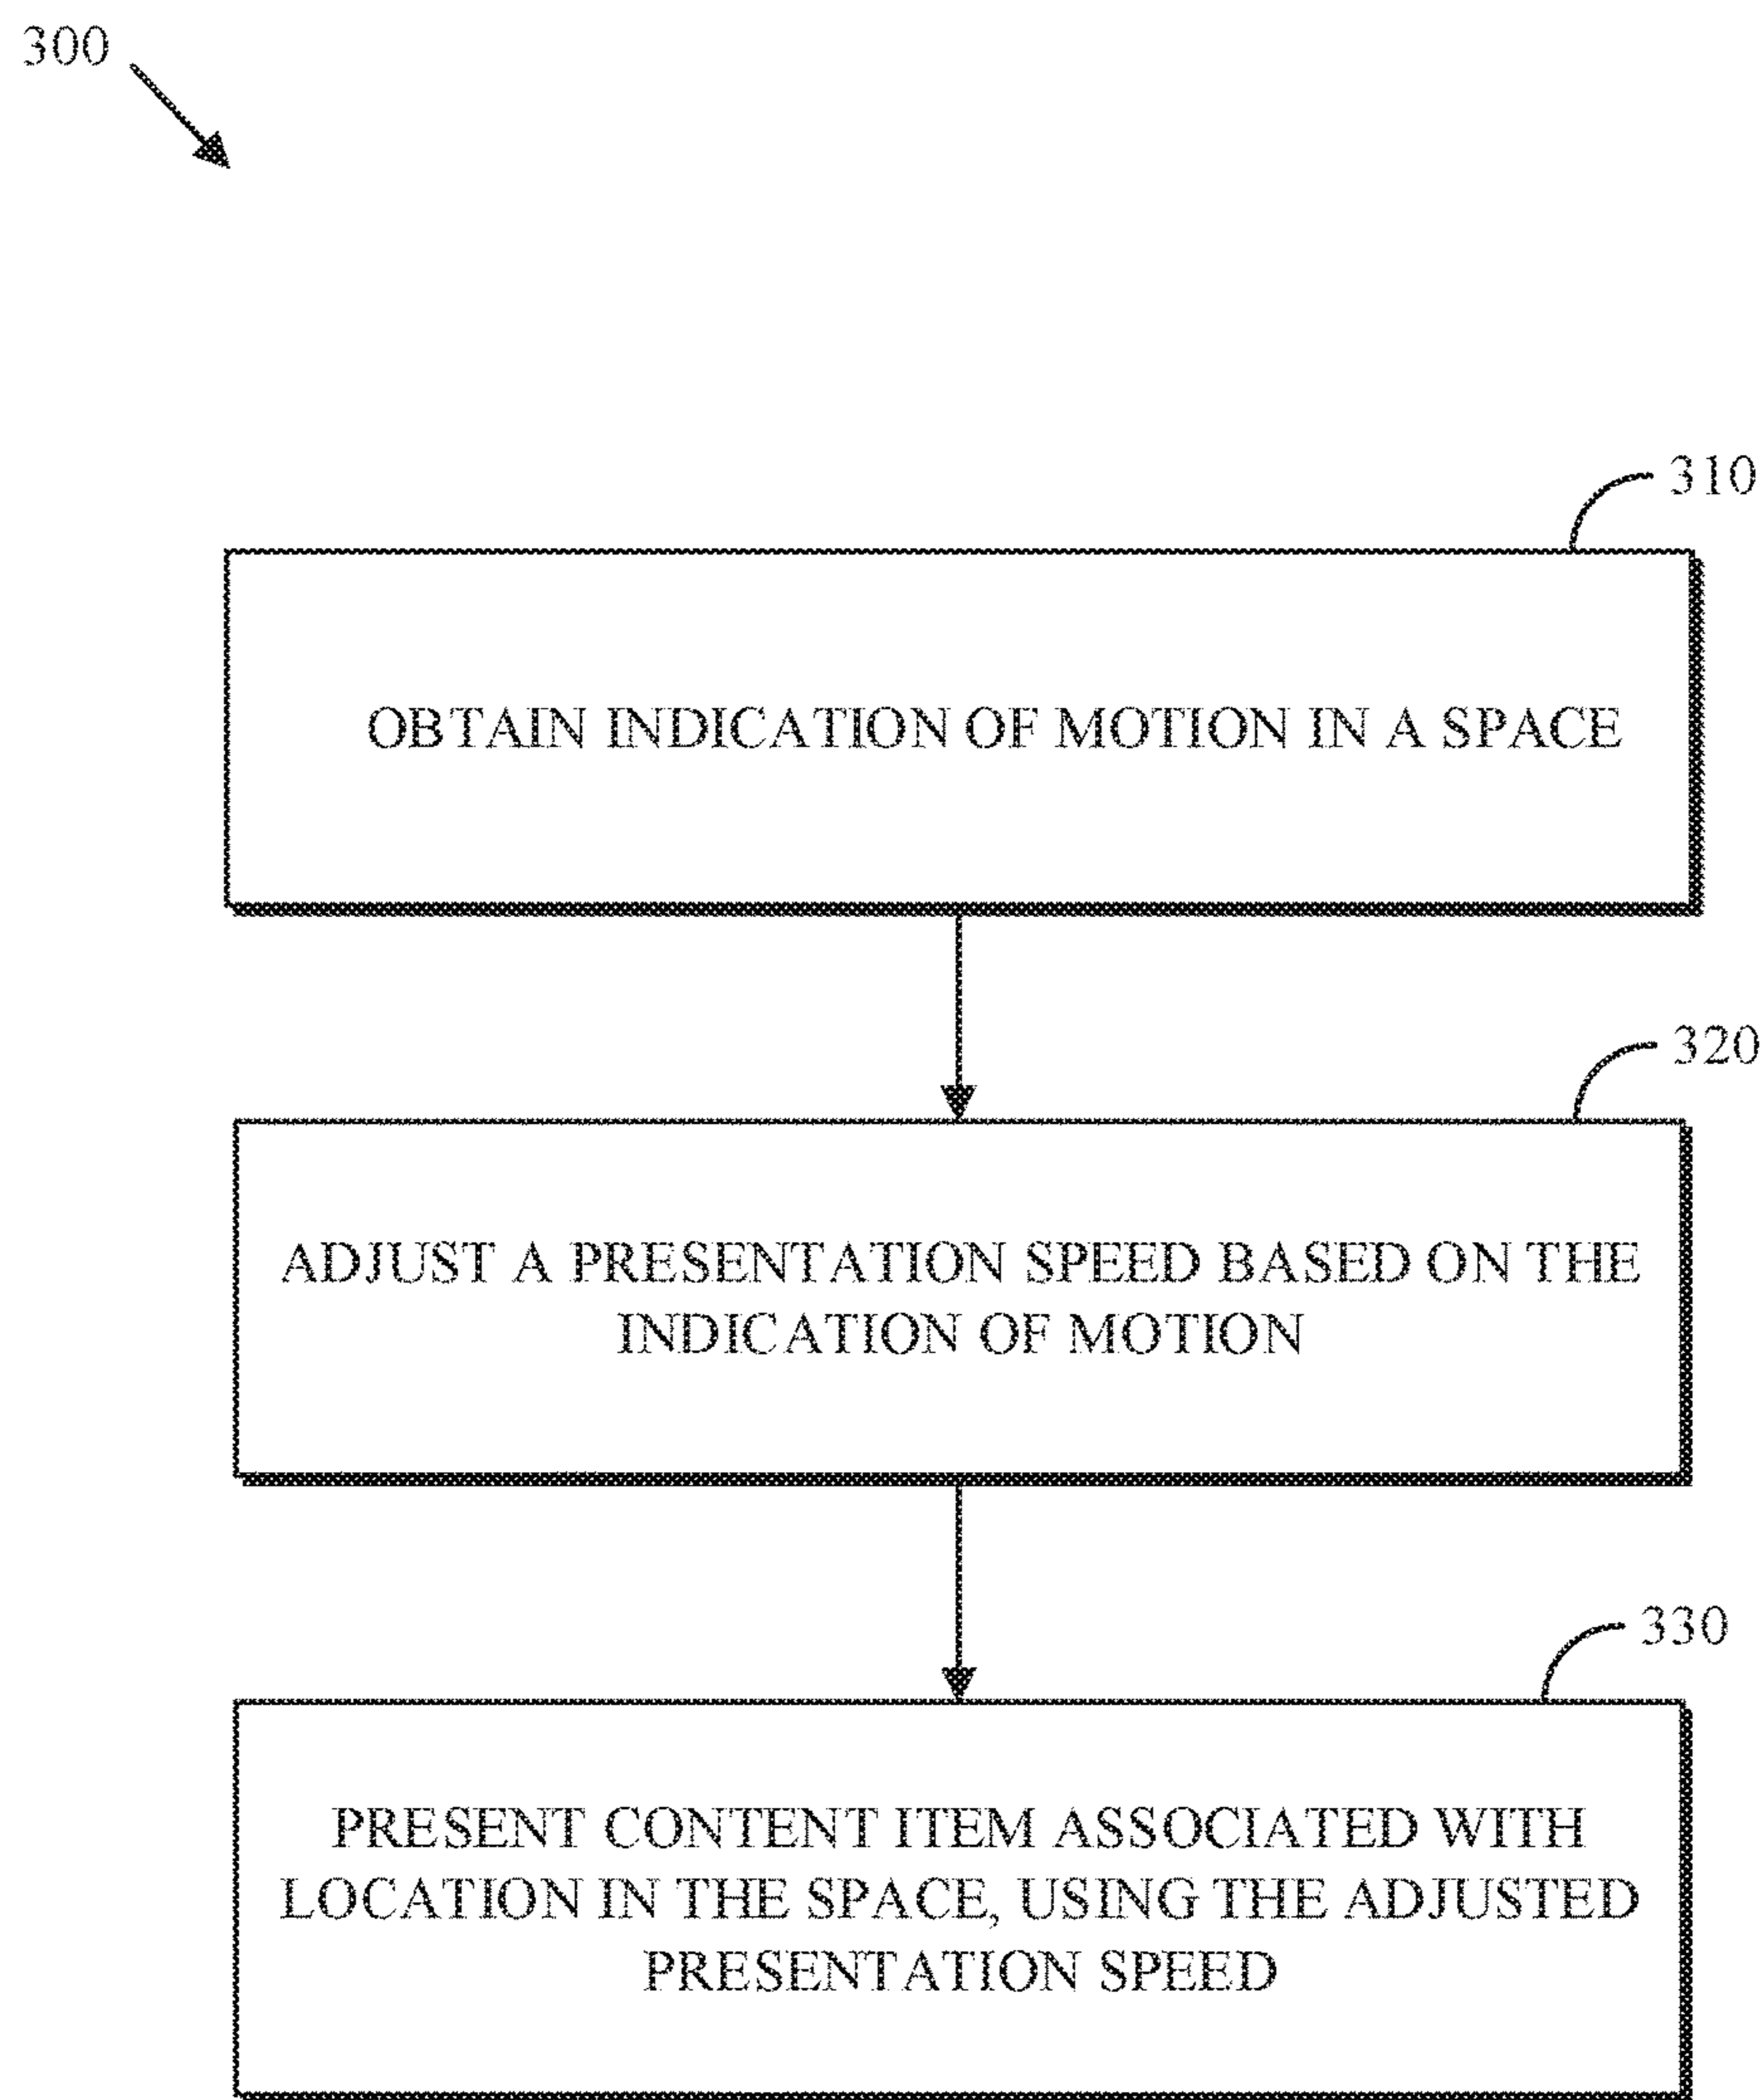 300
310
OBTAIN INDICATION OF MOTION IN A SPACE
320
ADJUST A PRESENTATION SPEED BASED ON THE
INDICATION OF MOTION
330
PRESENT CONTENT ITEM ASSOCIATED WITH
LOCATION IN THE SPACE, USING THE ADJUSTED
PRESENTATION SPEED